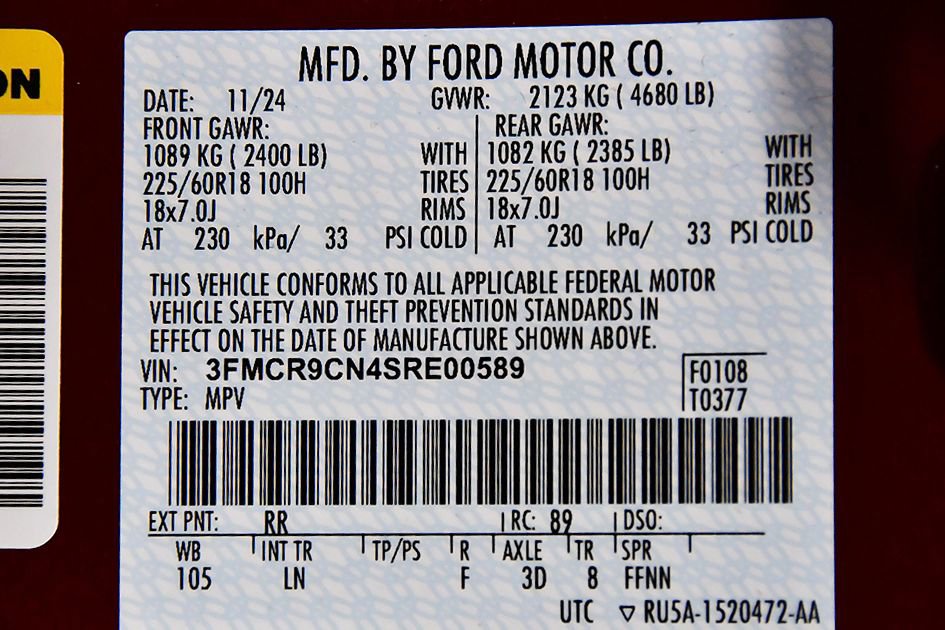 ON
MFD. BY FORD MOTOR CO.
DATE: 11/24 GVWR: 2123 KG ( 4680 LB)
FRONT GAWR: REAR GAWR:
1089 KG ( 2400 LB) WITH 1082 KG ( 2385 LB) WITH
225/60R18 100H TIRES 225/60R18 100H TIRES
18x7.0J RIMS 18x7.0J RIMS
AT 230 kPa/ 33 PSI COLD AT 230 kPa/ 33 PSI COLD
THIS VEHICLE CONFORMS TO ALL APPLICABLE FEDERAL MOTOR
VEHICLE SAFETY AND THEFT PREVENTION STANDARDS IN
EFFECT ON THE DATE OF MANUFACTURE SHOWN ABOVE.
VIN: 3FMCR9CN4SRE00589 F0108
TYPE: MPV T0377
EXT PNT: RR RC: 89 DSO:
WB INT TR TP/PS R AXLE TR SPR
105 LN F 3D 8 FFNN
UTC ▽ RU5A-1520472-AA